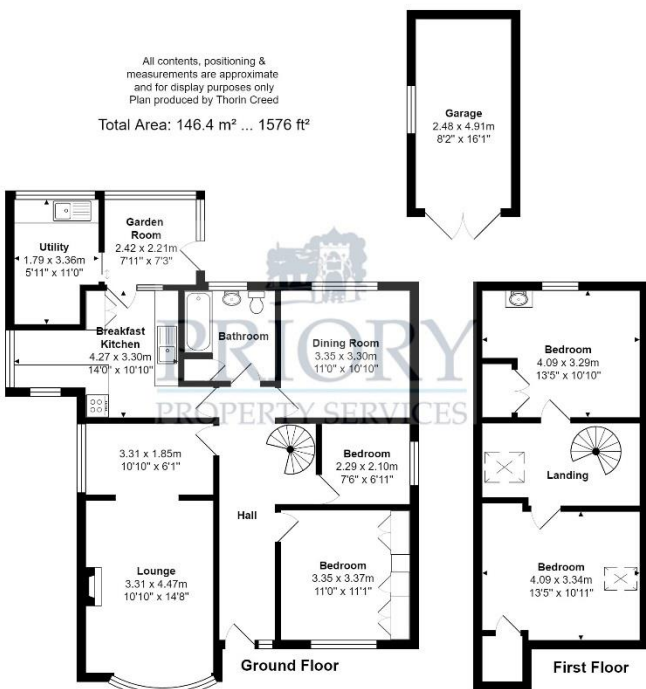 All contents, positioning &
measurements are approximate
and for display purposes only
Plan produced by Thorin Creed
Total Area: 146.4 m² ... 1576 ft²
Garage
2.48 x 4.91m
8'2" x 16'1"
Utility
1.79 x 3.36m
5'11" x 11'0"
Garden
Room
2.42 x 2.21m
7'11" x 7'3"
Breakfast
Kitchen
4.27 x 3.30m
14'0" x 10'10"
Bathroom
Dining Room
3.35 x 3.30m
11'0" x 10'10"
PRIORY
PROPERTY SERVICES
3.31 x 1.85m
10'10" x 6'1"
Bedroom
2.29 x 2.10m
7'6" x 6'11"
Hall
Lounge
3.31 x 4.47m
10'10" x 14'8"
Bedroom
3.35 x 3.37m
11'0" x 11'1"
Ground Floor
Bedroom
4.09 x 3.29m
13'5" x 10'10"
Landing
Bedroom
4.09 x 3.34m
13'5" x 10'11"
First Floor